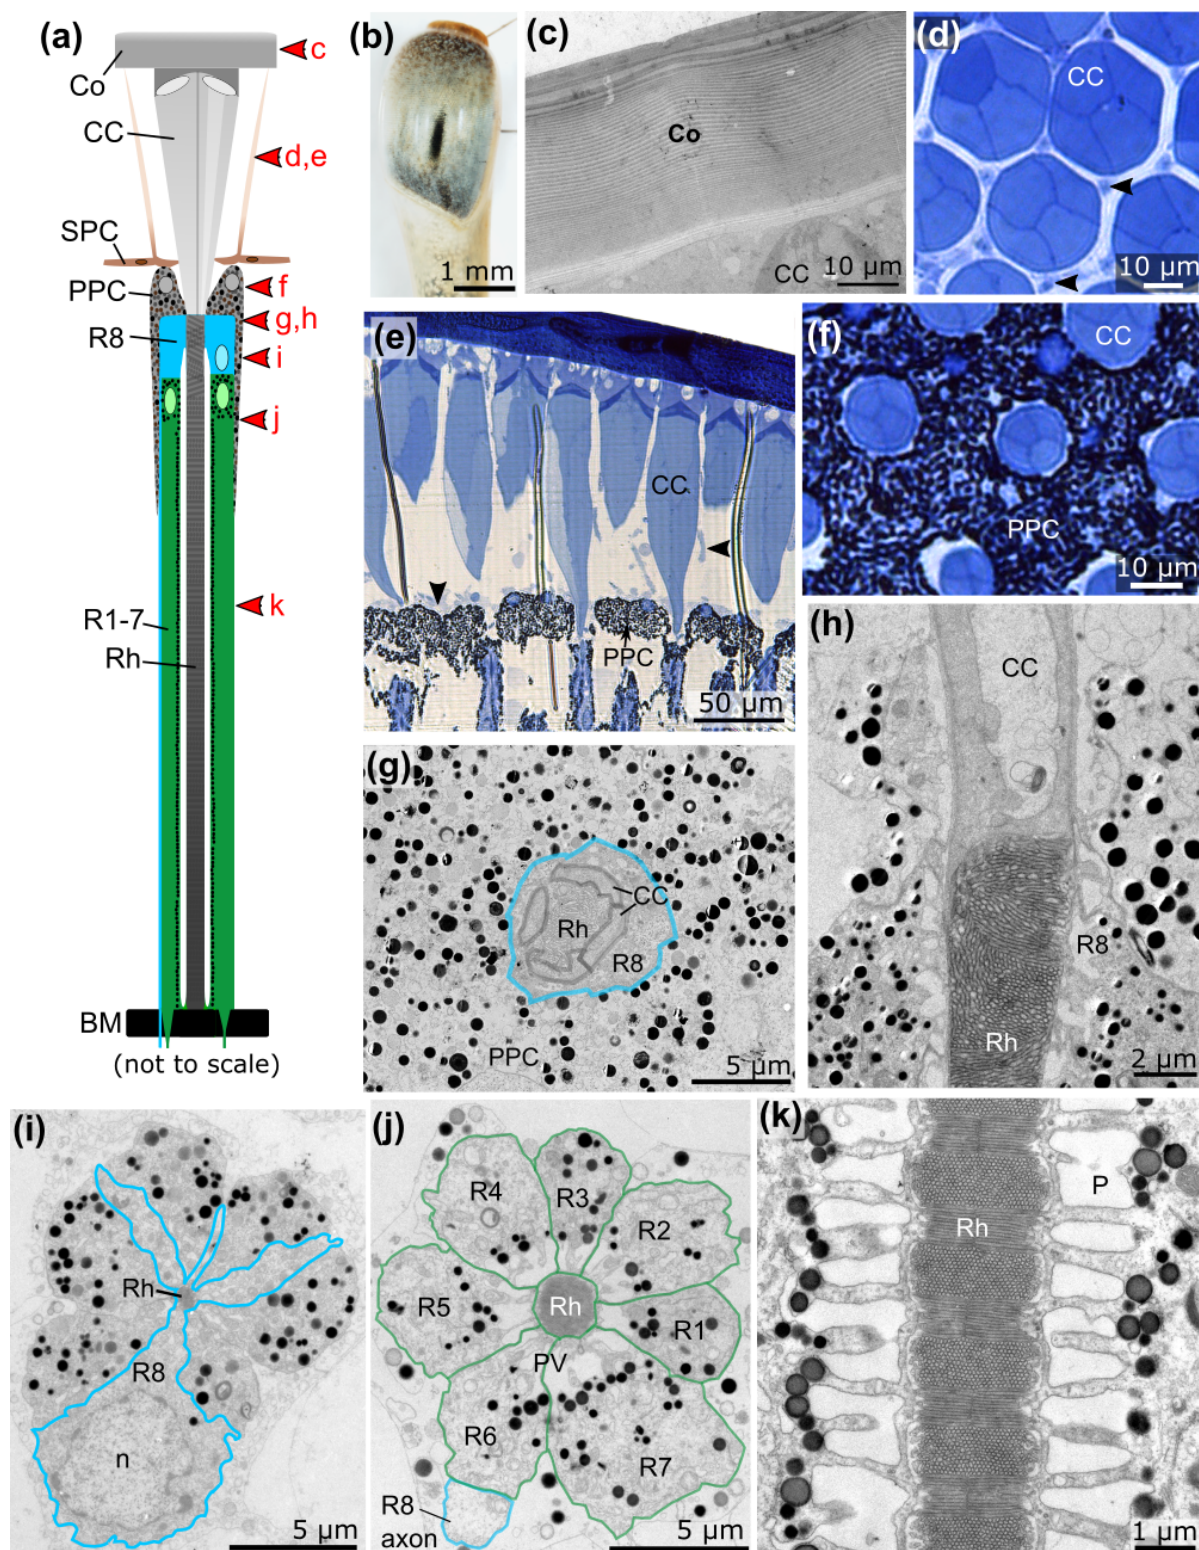 (a)
c
Co
CC
d,e
SPC
PPC
f
g,h
R8
i
j
k
R1-7
Rh
BM
(not to scale)
(b)
1 mm
(c)
Co
CC
10 µm
(d)
CC
10 µm
(e)
CC
PPC
50 µm
(f)
CC
PPC
10 µm
(g)
CC
Rh
R8
PPC
5 µm
(h)
CC
R8
Rh
2 µm
(i)
Rh
R8
n
5 µm
(j)
R4
R3
R2
R5
Rh
R1
PV
R6
R7
R8
axon
5 µm
(k)
P
Rh
1 µm